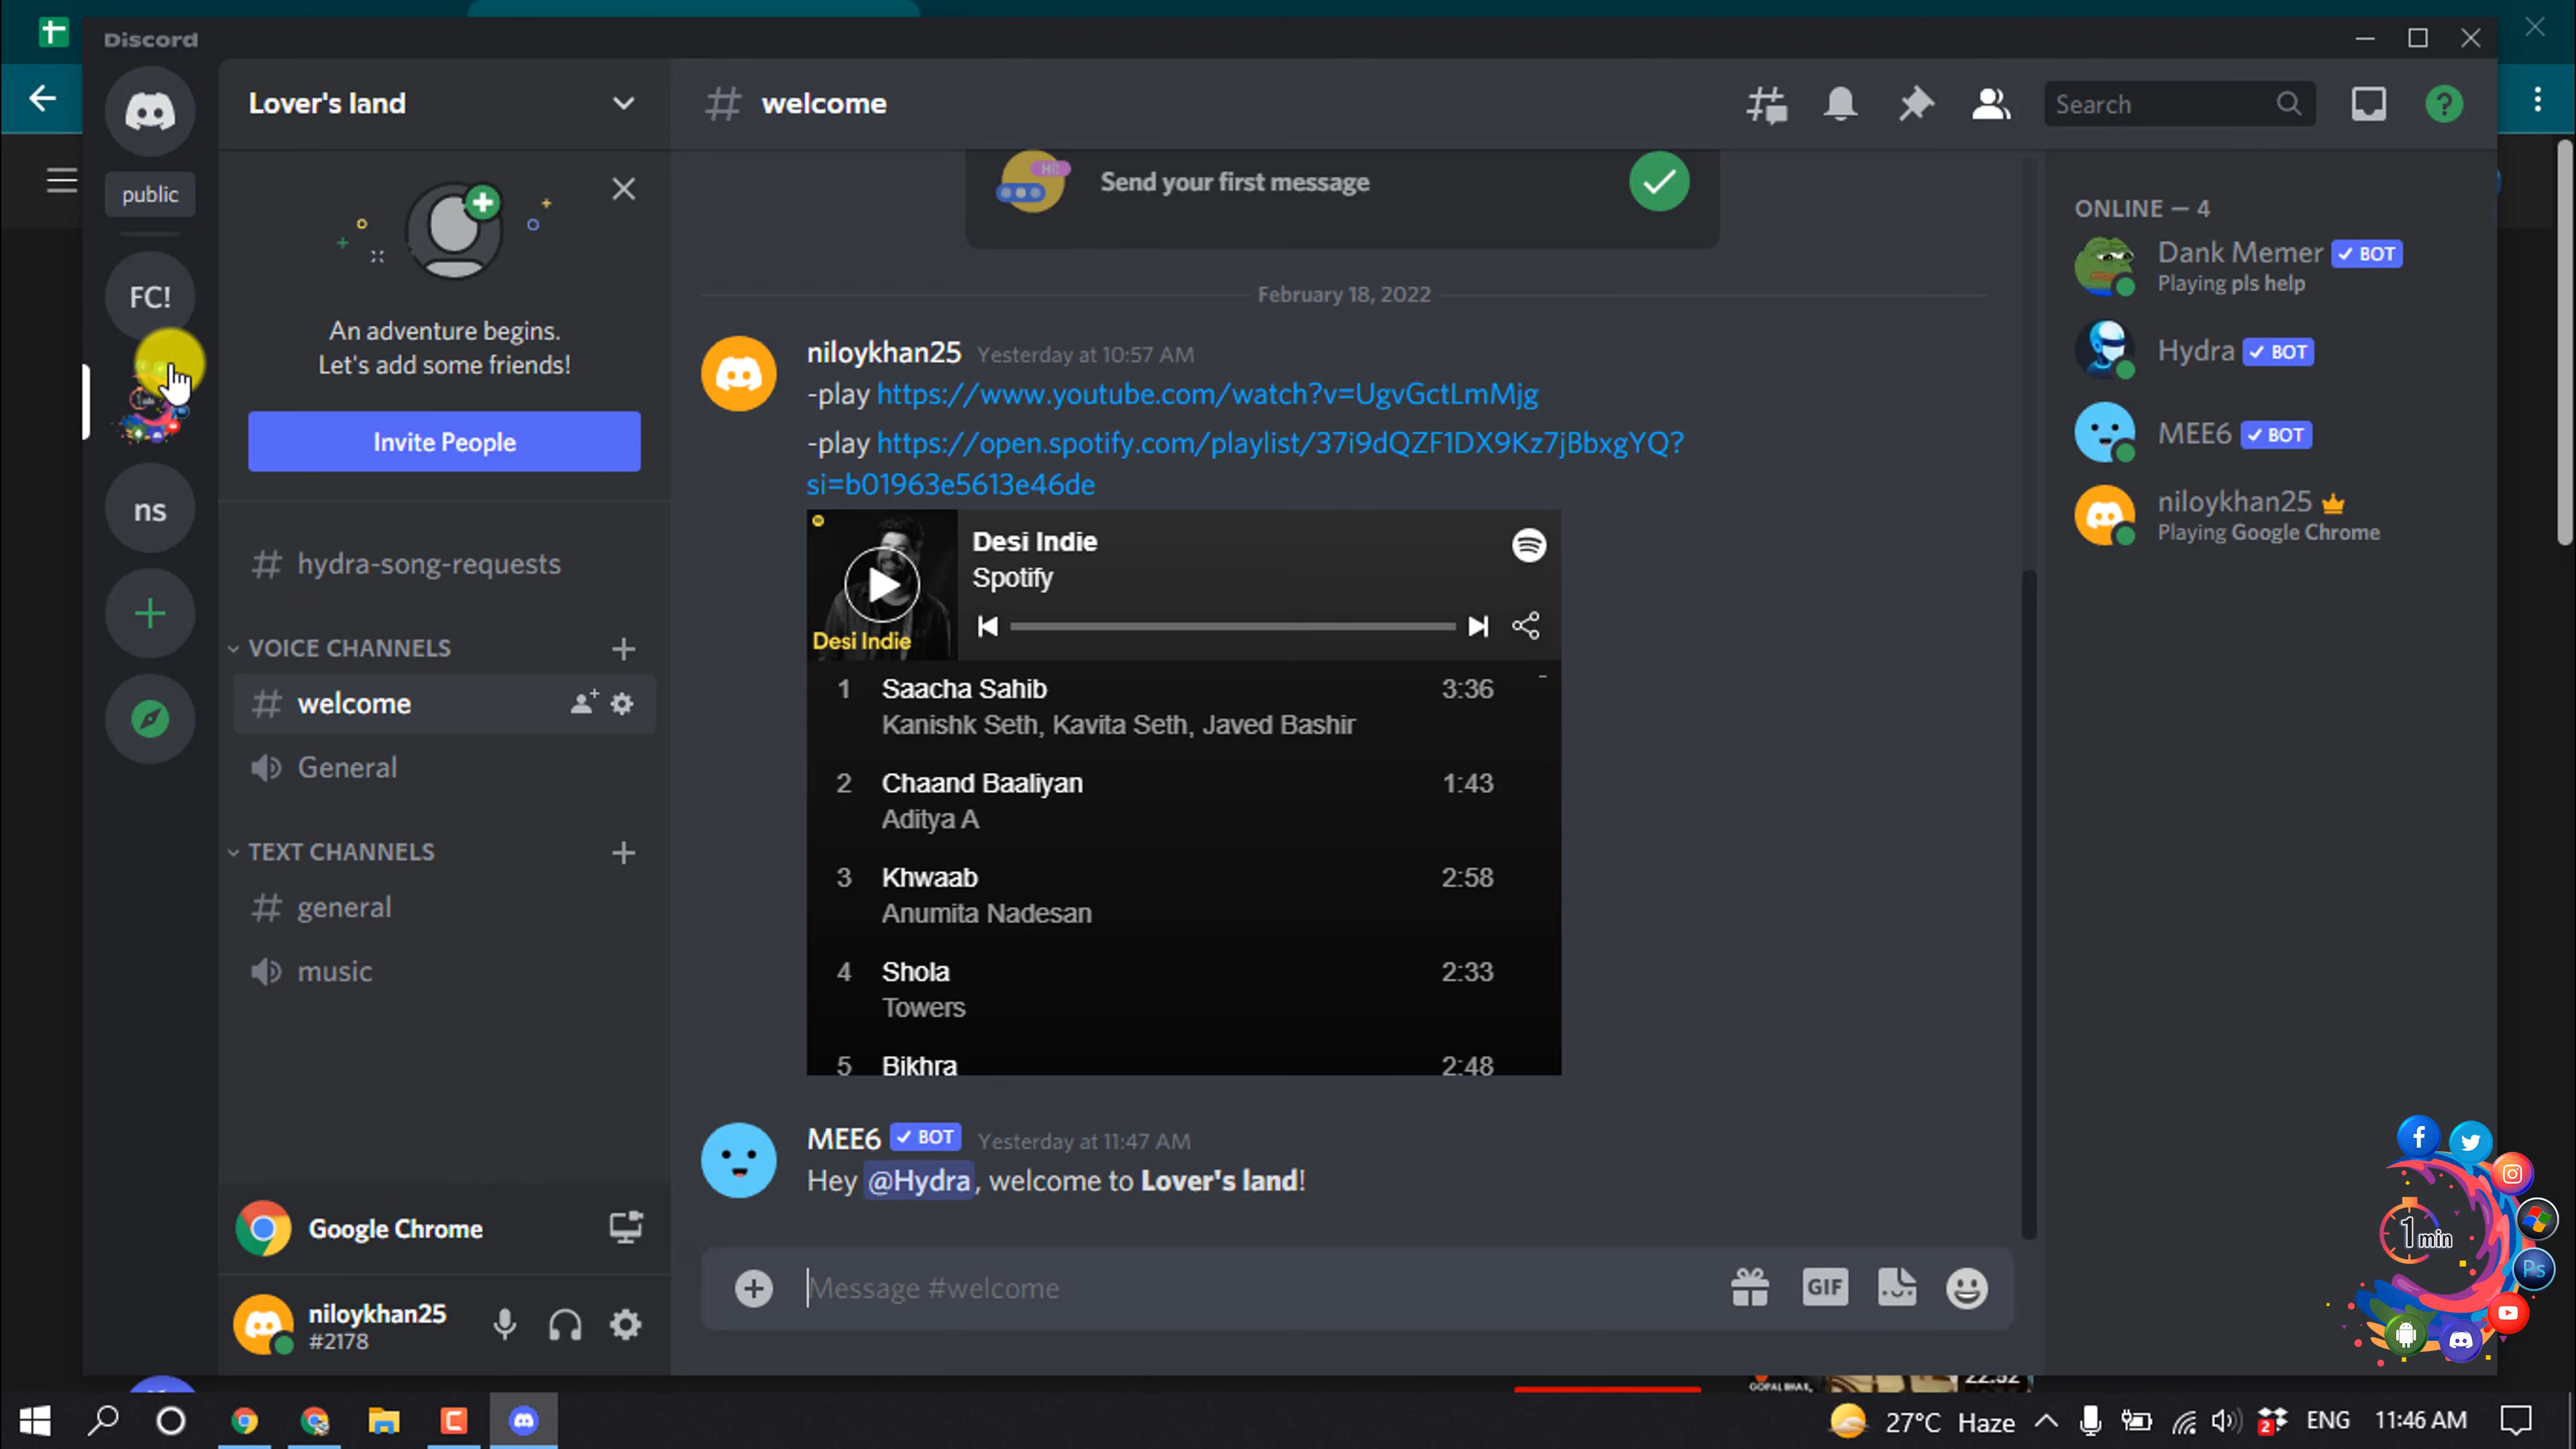 Discord
Lover's land
# welcome
Search
public
FC!
ns
An adventure begins.
Let's add some friends!
Invite People
# hydra-song-requests
VOICE CHANNELS
# welcome
General
TEXT CHANNELS
# general
music
Google Chrome
niloykhan25
#2178
HI!
Send your first message
February 18, 2022
niloykhan25 Yesterday at 10:57 AM
-play https://www.youtube.com/watch?v=UgvGctLmMjg
-play https://open.spotify.com/playlist/37i9dQZF1DX9Kz7jBbxgYQ?
si=b01963e5613e46de
Desi Indie
Spotify
Desi Indie
1 Saacha Sahib 3:36
Kanishk Seth, Kavita Seth, Javed Bashir
2 Chaand Baaliyan 1:43
Aditya A
3 Khwaab 2:58
Anumita Nadesan
4 Shola 2:33
Towers
5 Bikhra 2:48
MEE6 BOT Yesterday at 11:47 AM
Hey @Hydra, welcome to Lover's land!
Message #welcome
GIF
ONLINE — 4
Dank Memer BOT
Playing pls help
Hydra BOT
MEE6 BOT
niloykhan25
Playing Google Chrome
1 min
Ps
22:52
27°C Haze
2
ENG
11:46 AM